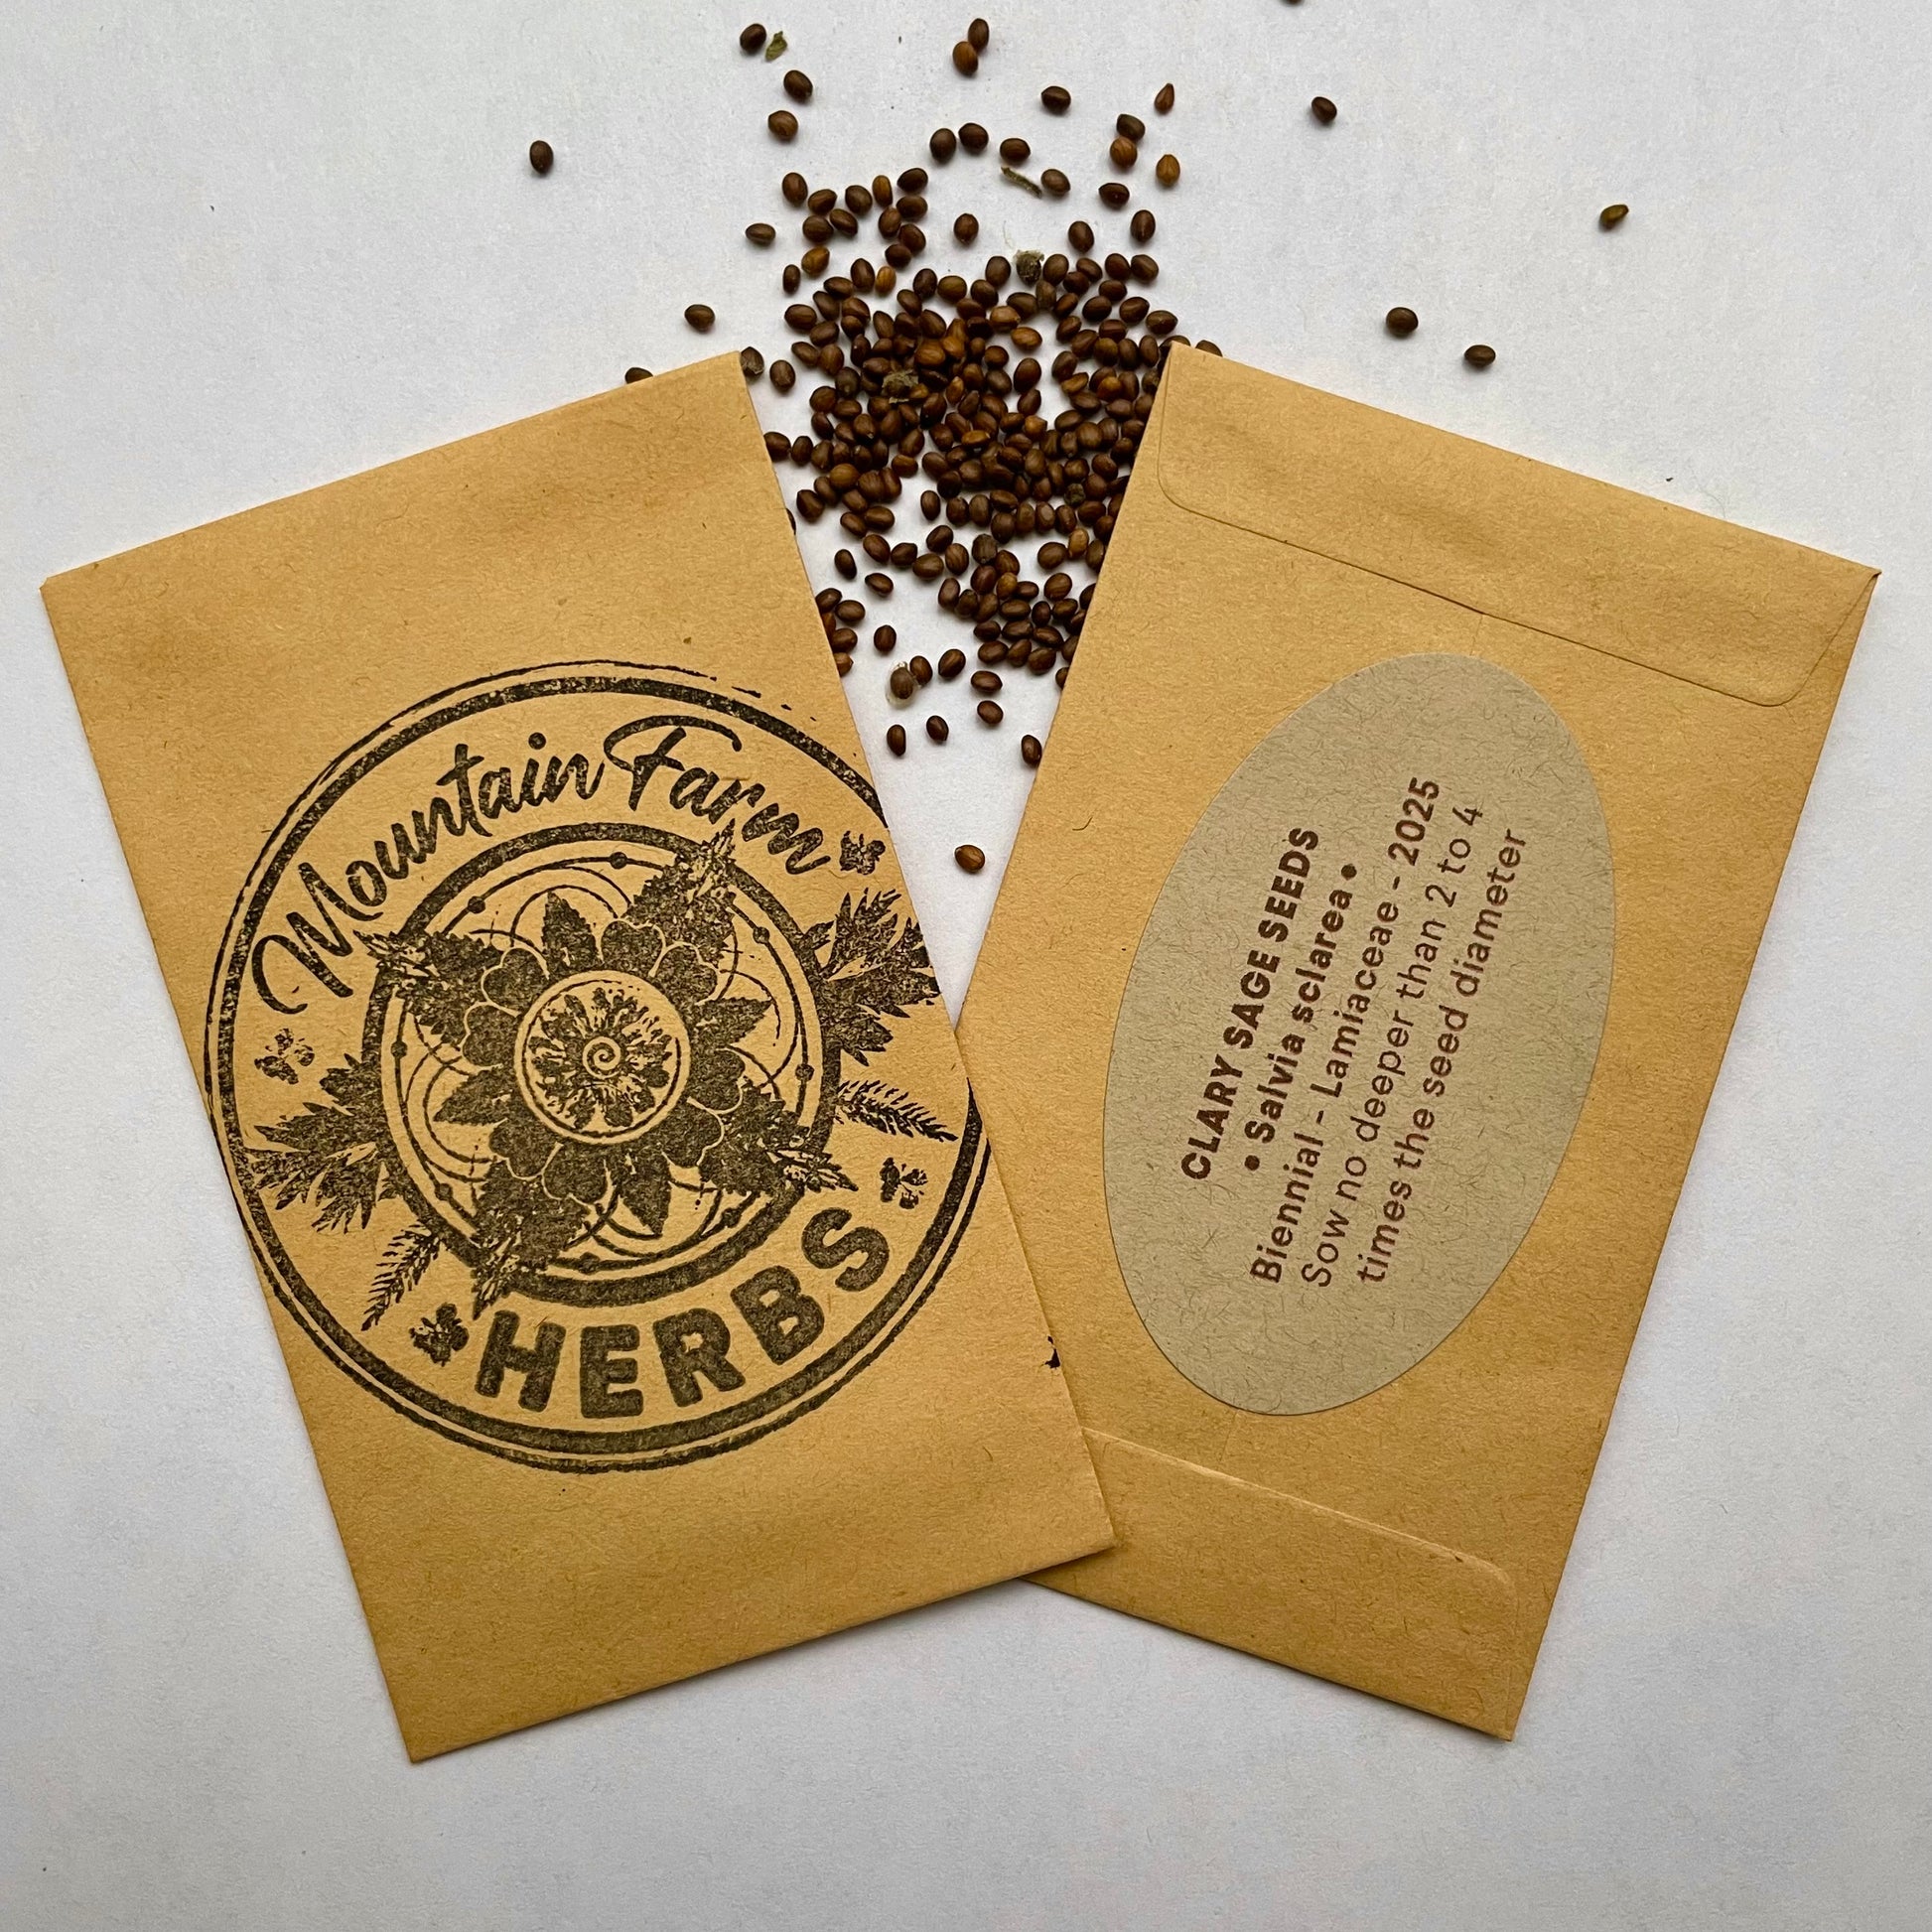 Mountain Farm
HERBS
CLARY SAGE SEEDS
• Salvia sclarea •
Biennial - Lamiaceae - 2025
Sow no deeper than 2 to 4
times the seed diameter